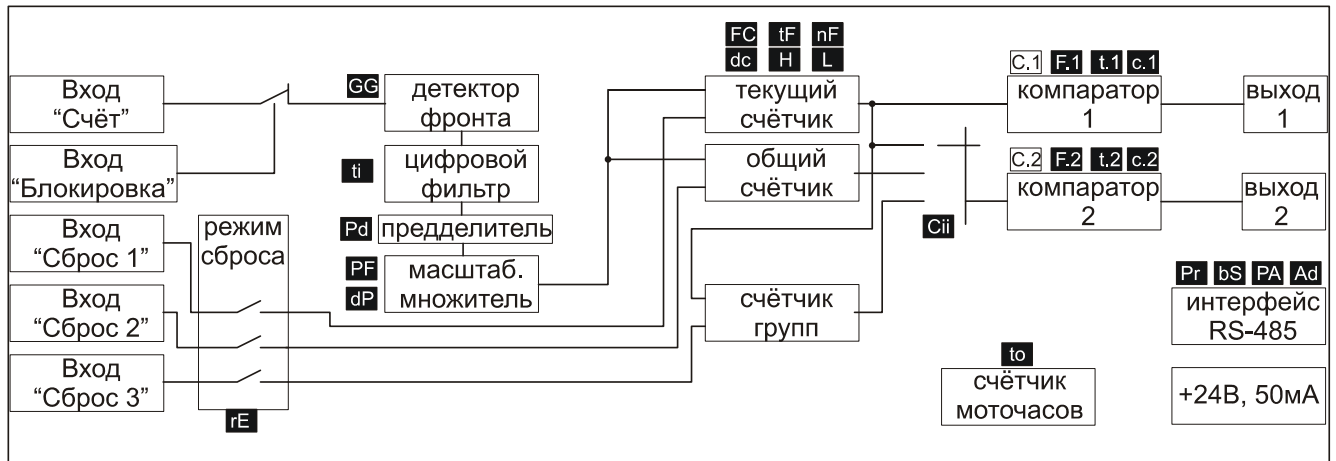 FC tF nF
dc H L
C.1 F.1 t.1 c.1
Вход
“Счёт”
GG
детектор
фронта
текущий
счётчик
компаратор
1
выход
1
Вход
“Блокировка”
ti
цифровой
фильтр
общий
счётчик
C.2 F.2 t.2 c.2
компаратор
2
выход
2
Cii
Вход
“Сброс 1”
режим
сброса
Pd
предделитель
PF
dP
масштаб.
множитель
Вход
“Сброс 2”
счётчик
групп
Pr bS PA Ad
интерфейс
RS-485
Вход
“Сброс 3”
rE
to
счётчик
моточасов
+24В, 50мА